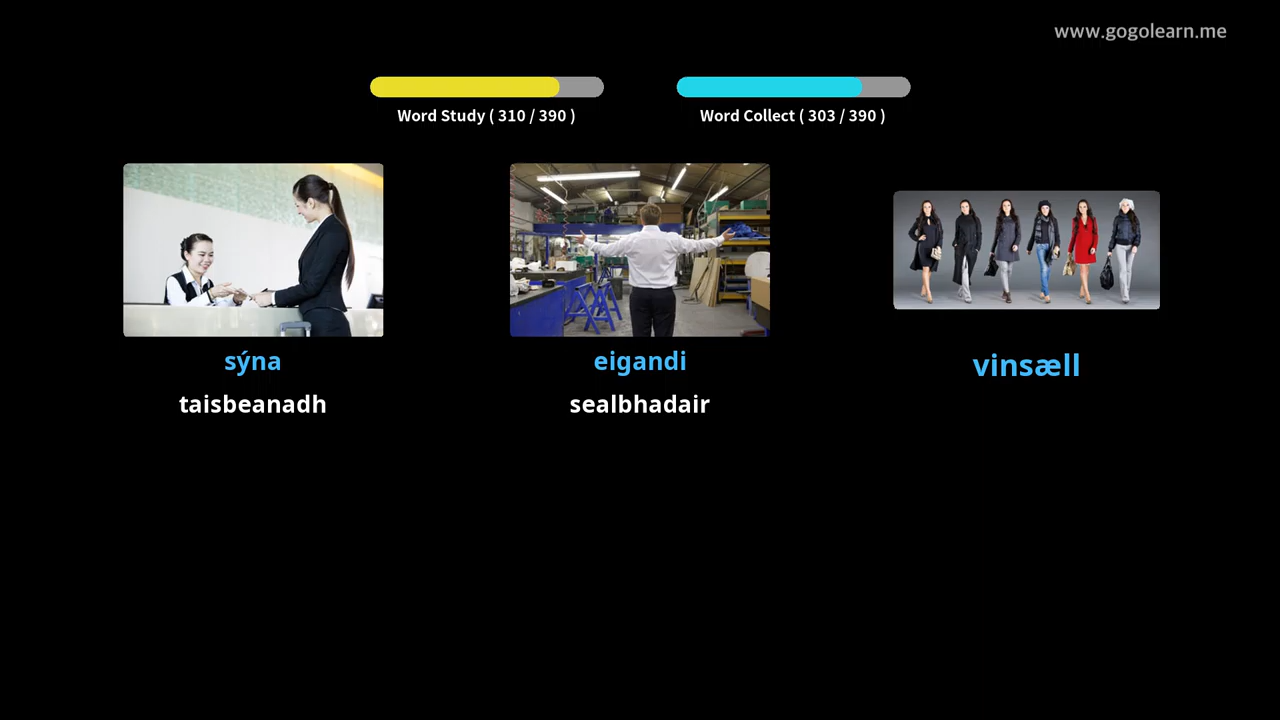 www.gogolearn.me
Word Study ( 310 / 390 )
Word Collect ( 303 / 390 )
sýna
eigandi
vinsæll
taisbeanadh
sealbhadair